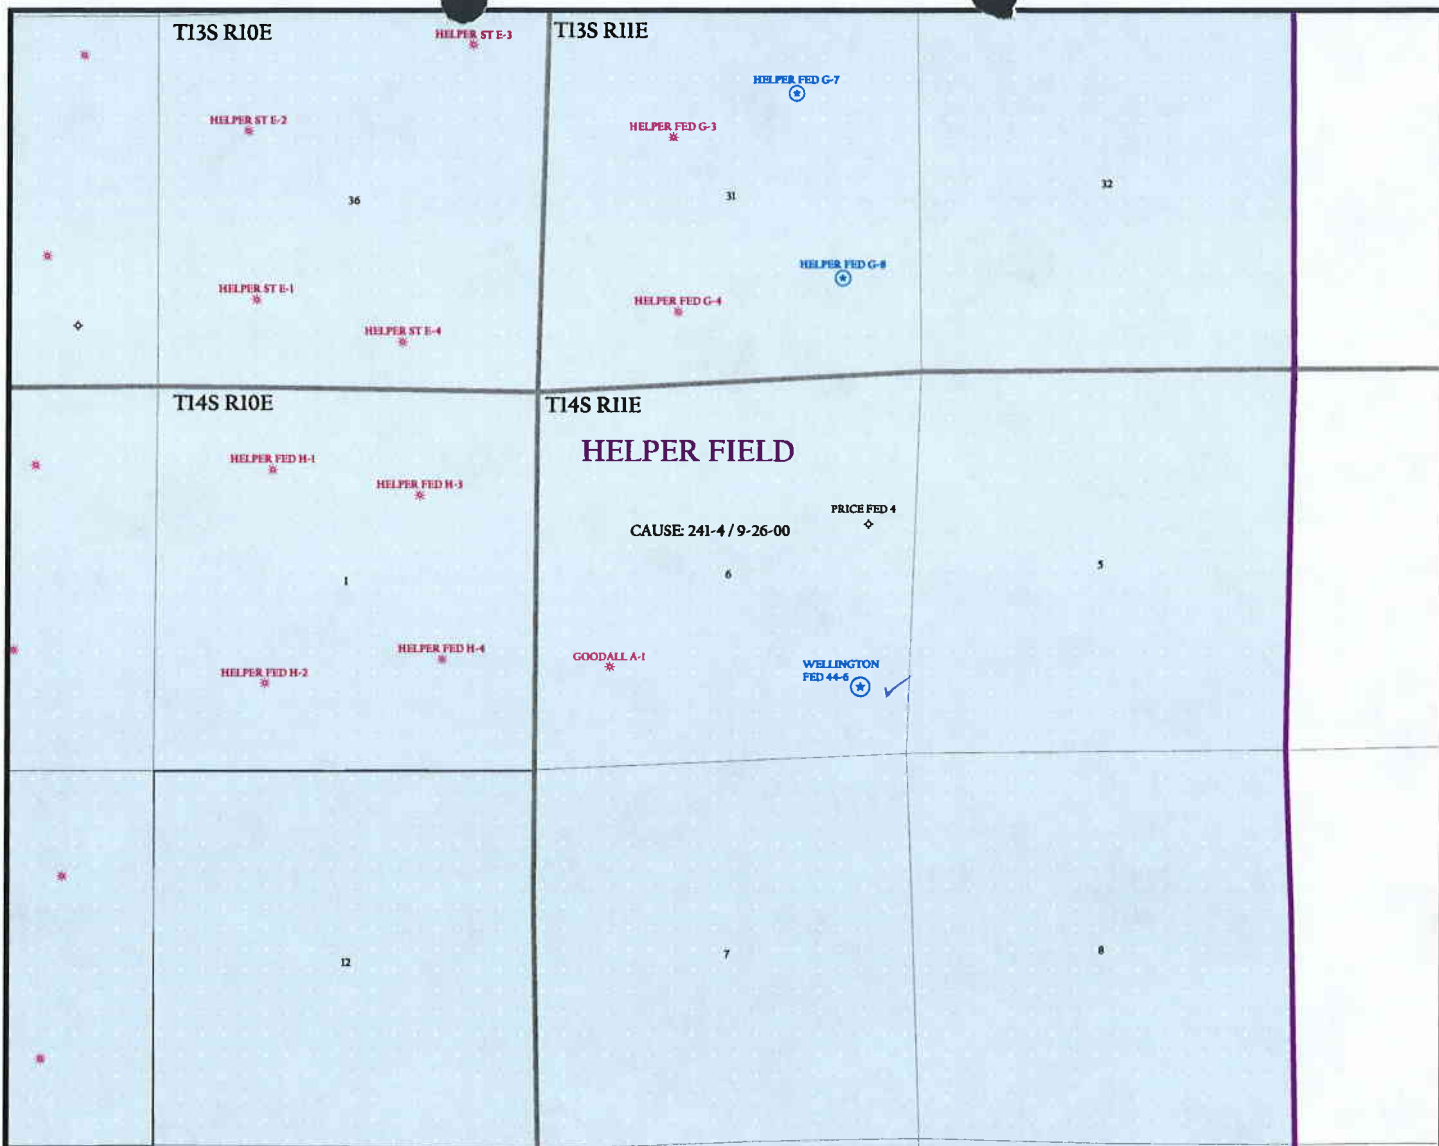 T13S R10E
HELPER ST E-3
T13S R11E
HELPER FED G-7
HELPER ST E-2
HELPER FED G-3
36
31
32
HELPER FED G-8
HELPER ST E-1
HELPER FED G-4
HELPER ST E-4
T14S R10E
T14S R11E
HELPER FIELD
HELPER FED H-1
HELPER FED H-3
PRICE FED 4
CAUSE: 241-4 / 9-26-00
1
6
5
HELPER FED H-4
GOODALL A-1
WELLINGTON
FED 44-6
HELPER FED H-2
12
7
8